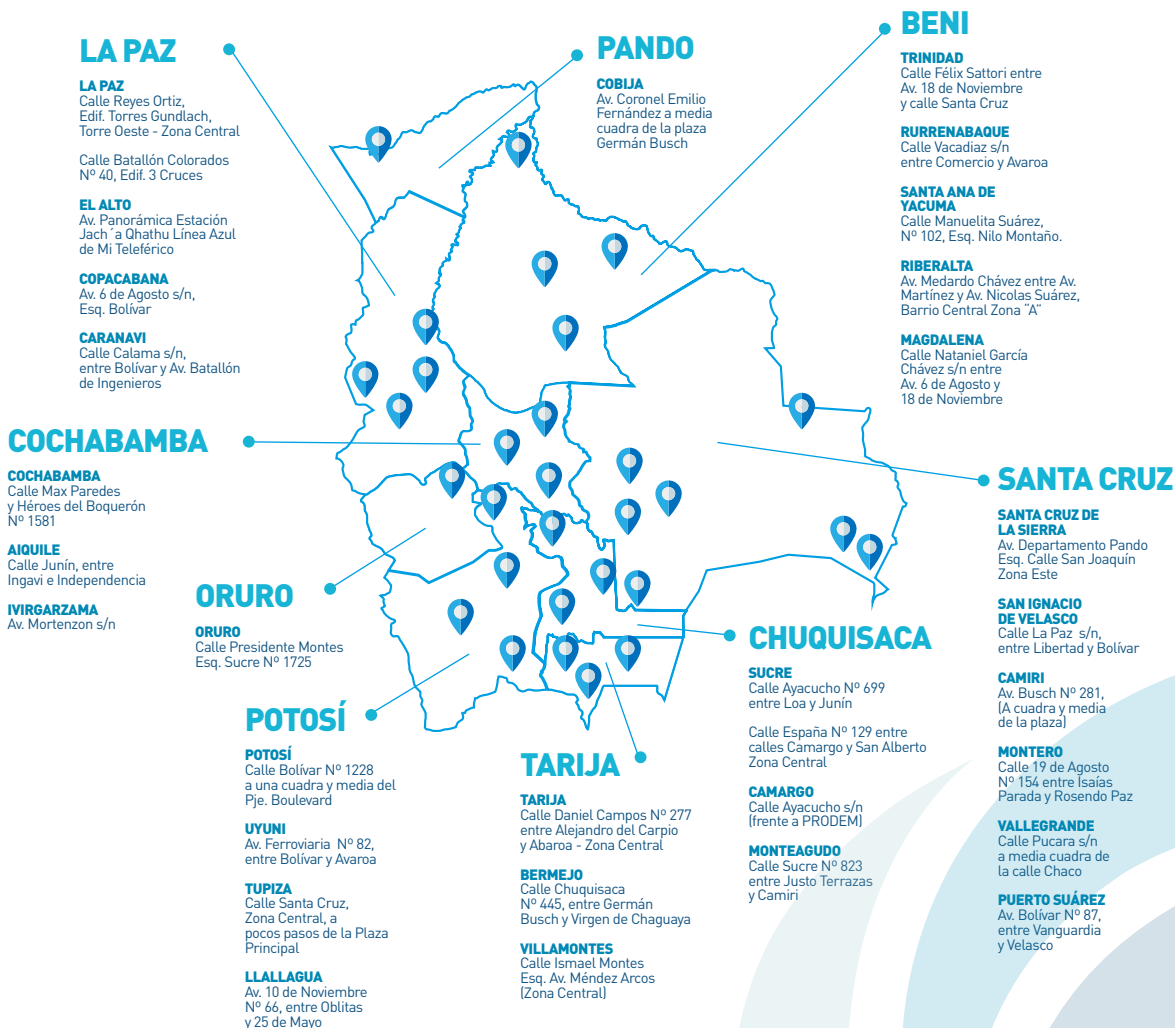 LA PAZ
LA PAZ
Calle Reyes Ortiz,
Edif. Torres Gundlach,
Torre Oeste - Zona Central
Calle Batallón Colorados
Nº 40, Edif. 3 Cruces
EL ALTO
Av. Panorámica Estación
Jach´a Qhathu Línea Azul
de Mi Teleférico
COPACABANA
Av. 6 de Agosto s/n,
Esq. Bolívar
CARANAVI
Calle Calama s/n,
entre Bolívar y Av. Batallón
de Ingenieros
PANDO
COBIJA
Av. Coronel Emilio
Fernández a media
cuadra de la plaza
Germán Busch
BENI
TRINIDAD
Calle Félix Sattori entre
Av. 18 de Noviembre
y calle Santa Cruz
RURRENABAQUE
Calle Vacadiaz s/n
entre Comercio y Avaroa
SANTA ANA DE
YACUMA
Calle Manuelita Suárez,
Nº 102, Esq. Nilo Montaño.
RIBERALTA
Av. Medardo Chávez entre Av.
Martínez y Av. Nicolas Suárez,
Barrio Central Zona ¨A¨
MAGDALENA
Calle Nataniel García
Chávez s/n entre
Av. 6 de Agosto y
18 de Noviembre
COCHABAMBA
COCHABAMBA
Calle Max Paredes
y Héroes del Boquerón
Nº 1581
AIQUILE
Calle Junín, entre
Ingavi e Independencia
IVIRGARZAMA
Av. Mortenzon s/n
ORURO
ORURO
Calle Presidente Montes
Esq. Sucre Nº 1725
POTOSÍ
POTOSÍ
Calle Bolívar Nº 1228
a una cuadra y media del
Pje. Boulevard
UYUNI
Av. Ferroviaria Nº 82,
entre Bolívar y Avaroa
TUPIZA
Calle Santa Cruz,
Zona Central, a
pocos pasos de la Plaza
Principal
LLALLAGUA
Av. 10 de Noviembre
Nº 66, entre Oblitas
y 25 de Mayo
TARIJA
TARIJA
Calle Daniel Campos Nº 277
entre Alejandro del Carpio
y Abaroa - Zona Central
BERMEJO
Calle Chuquisaca
Nº 445, entre Germán
Busch y Virgen de Chaguaya
VILLAMONTES
Calle Ismael Montes
Esq. Av. Méndez Arcos
(Zona Central)
CHUQUISACA
SUCRE
Calle Ayacucho Nº 699
entre Loa y Junín
Calle España Nº 129 entre
calles Camargo y San Alberto
Zona Central
CAMARGO
Calle Ayacucho s/n
(frente a PRODEM)
MONTEAGUDO
Calle Sucre Nº 823
entre Justo Terrazas
y Camiri
SANTA CRUZ
SANTA CRUZ DE
LA SIERRA
Av. Departamento Pando
Esq. Calle San Joaquín
Zona Este
SAN IGNACIO
DE VELASCO
Calle La Paz s/n,
entre Libertad y Bolívar
CAMIRI
Av. Busch Nº 281,
(A cuadra y media
de la plaza)
MONTERO
Calle 19 de Agosto
Nº 154 entre Isaías
Parada y Rosendo Paz
VALLEGRANDE
Calle Pucara s/n
a media cuadra de
la calle Chaco
PUERTO SUÁREZ
Av. Bolívar Nº 87,
entre Vanguardia
y Velasco